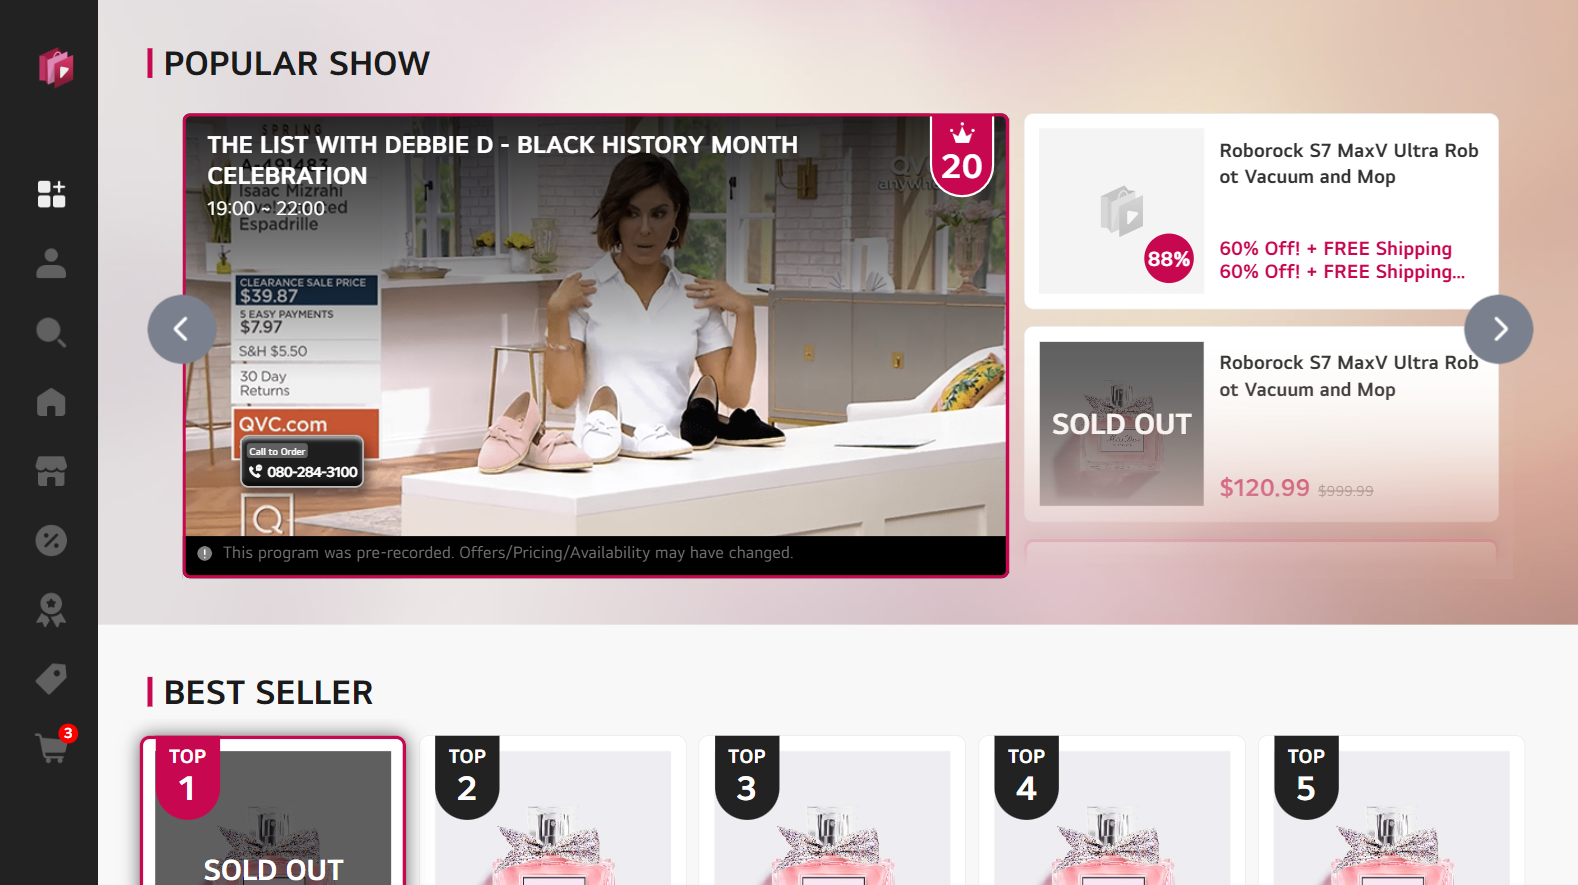 POPULAR SHOW
SPRING
A-491483
THE LIST WITH DEBBIE D - BLACK HISTORY MONTH
CELEBRATION
Isaac Mizrahi
19:00 ~ 22:00
Espadrille
20
QVC
CLEARANCE SALE PRICE
$39.87
5 EASY PAYMENTS
$7.97
S&H $5.50
30 Day
Returns
QVC.com
Call to Order
080-284-3100
Q
This program was pre-recorded. Offers/Pricing/Availability may have changed.
Roborock S7 MaxV Ultra Rob
ot Vacuum and Mop
88%
60% Off! + FREE Shipping
60% Off! + FREE Shipping...
Roborock S7 MaxV Ultra Rob
ot Vacuum and Mop
SOLD OUT
$120.99 $999.99
3
BEST SELLER
TOP
1
SOLD OUT
TOP
2
TOP
3
TOP
4
TOP
5